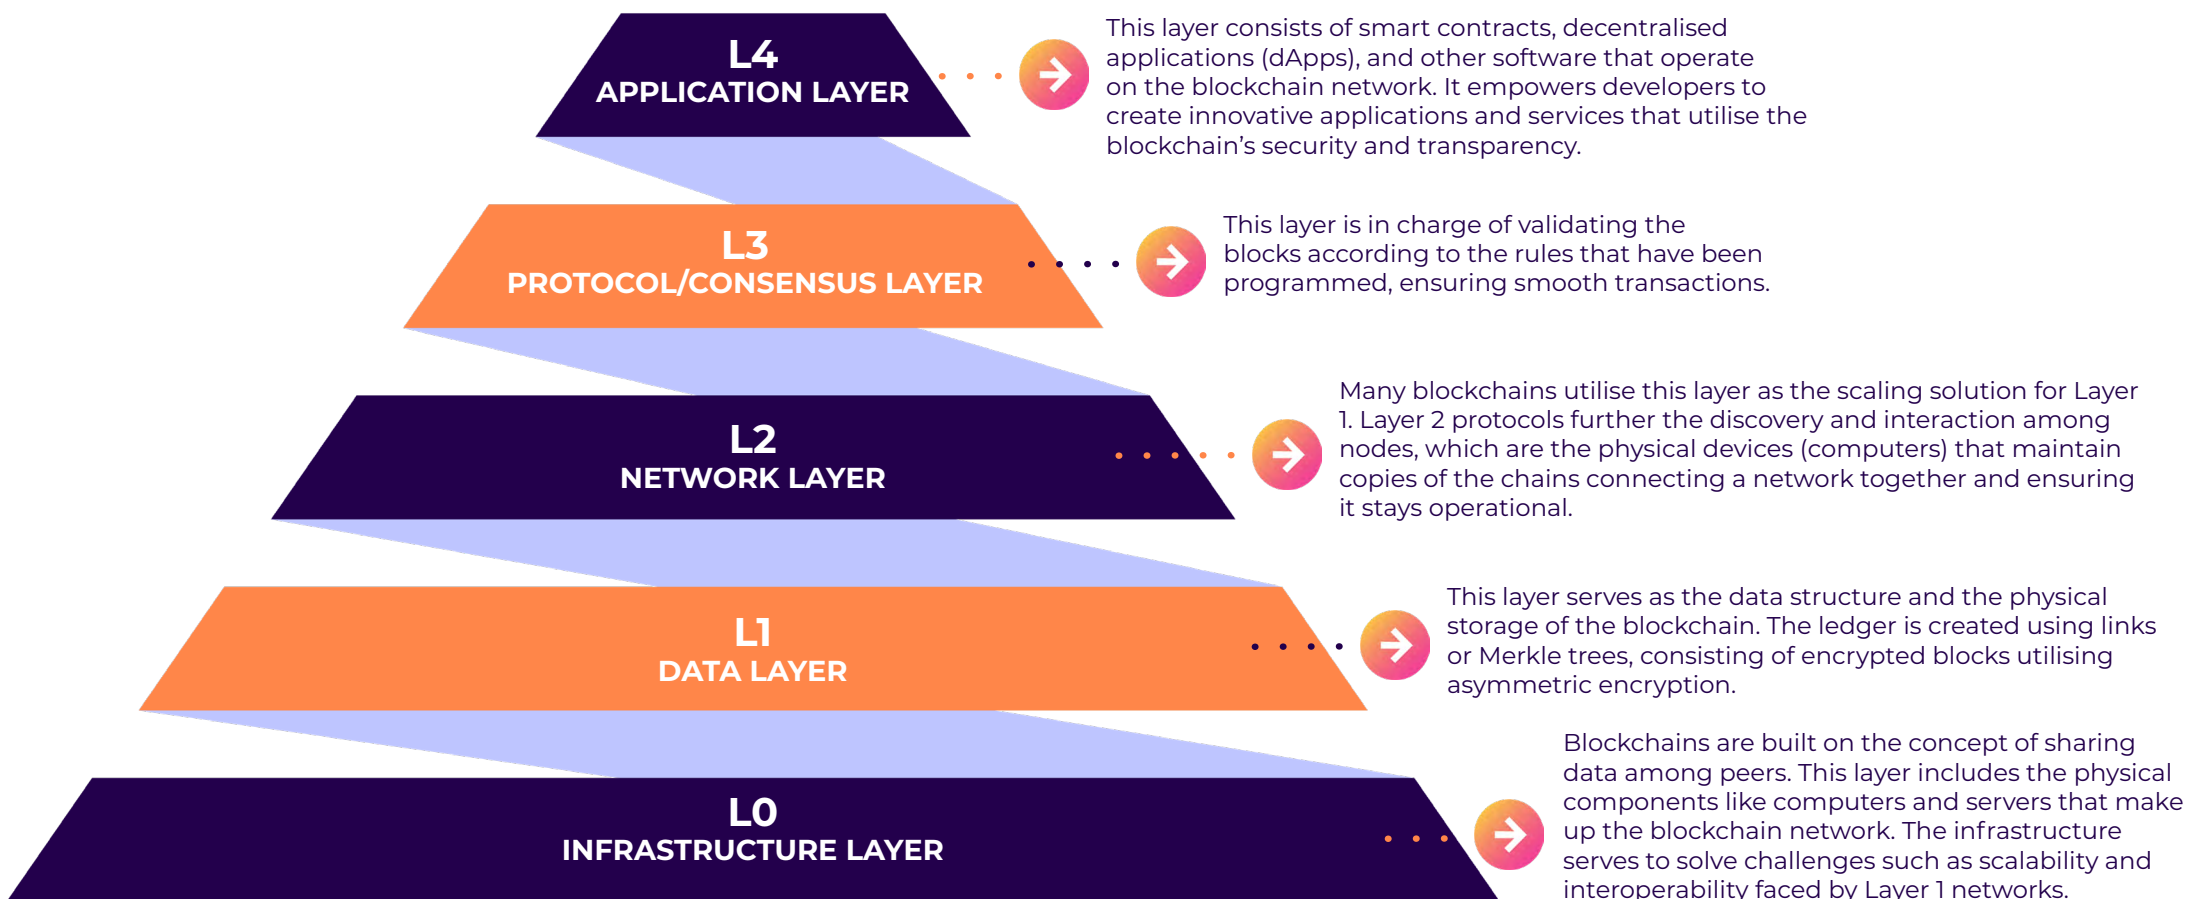 L4
APPLICATION LAYER
This layer consists of smart contracts, decentralised
applications (dApps), and other software that operate
on the blockchain network. It empowers developers to
create innovative applications and services that utilise the
blockchain’s security and transparency.
L3
PROTOCOL/CONSENSUS LAYER
This layer is in charge of validating the
blocks according to the rules that have been
programmed, ensuring smooth transactions.
L2
NETWORK LAYER
Many blockchains utilise this layer as the scaling solution for Layer
1. Layer 2 protocols further the discovery and interaction among
nodes, which are the physical devices (computers) that maintain
copies of the chains connecting a network together and ensuring
it stays operational.
L1
DATA LAYER
This layer serves as the data structure and the physical
storage of the blockchain. The ledger is created using links
or Merkle trees, consisting of encrypted blocks utilising
asymmetric encryption.
L0
INFRASTRUCTURE LAYER
Blockchains are built on the concept of sharing
data among peers. This layer includes the physical
components like computers and servers that make
up the blockchain network. The infrastructure
serves to solve challenges such as scalability and
interoperability faced by Layer 1 networks.